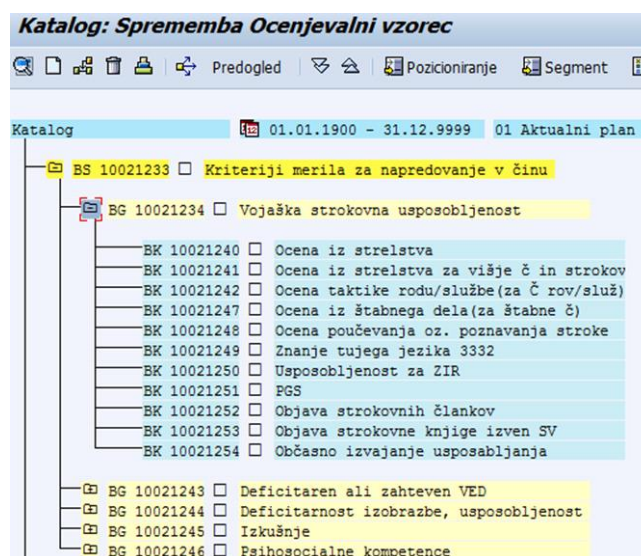 Katalog: Sprememba Ocenjevalni vzorec
Predogled Pozicioniranje Segment
Katalog 01.01.1900 - 31.12.9999 01 Aktualni plan
BS 10021233 Kriteriji merila za napredovanje v činu
BG 10021234 Vojaška strokovna usposobljenost
BK 10021240 Ocena iz strelstva
BK 10021241 Ocena iz strelstva za višje č in strokov
BK 10021242 Ocena taktike rodu/službe(za Č rov/služ)
BK 10021247 Ocena iz štabnega dela(za štabne č)
BK 10021248 Ocena poučevanja oz. poznavanja stroke
BK 10021249 Znanje tujega jezika 3332
BK 10021250 Usposobljenost za ZIR
BK 10021251 PGS
BK 10021252 Objava strokovnih člankov
BK 10021253 Objava strokovne knjige izven SV
BK 10021254 Občasno izvajanje usposabljanja
BG 10021243 Deficitaren ali zahteven VED
BG 10021244 Deficitarnost izobrazbe, usposobljenost
BG 10021245 Izkušnje
BG 10021246 Psihosocialne kompetence